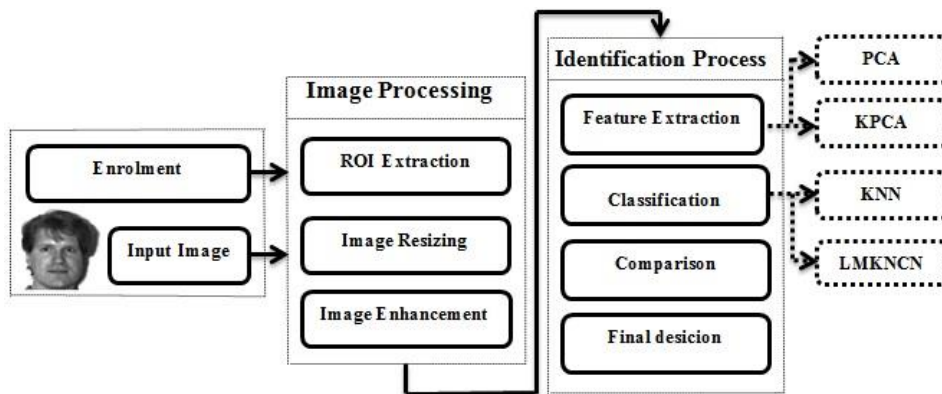 Enrolment
Input Image
Image Processing
ROI Extraction
Image Resizing
Image Enhancement
Identification Process
Feature Extraction
Classification
Comparison
Final desicion
PCA
KPCA
KNN
LMKNCN